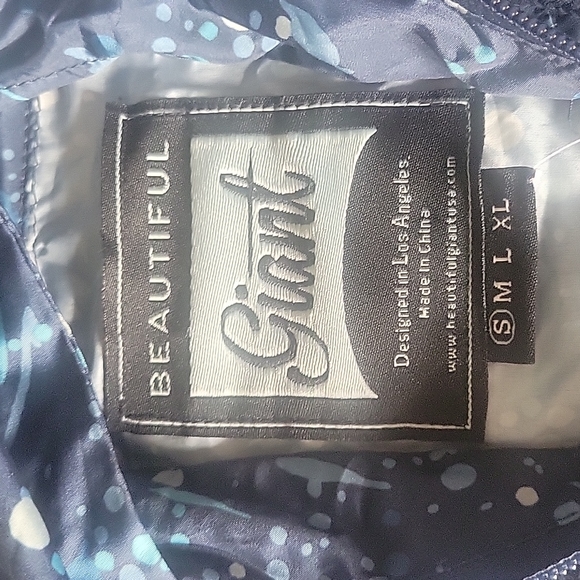 BEAUTIFUL
Giant
Designed in Los Angeles.
Made In China
www.beautifulgiantusa.com
S M L XL